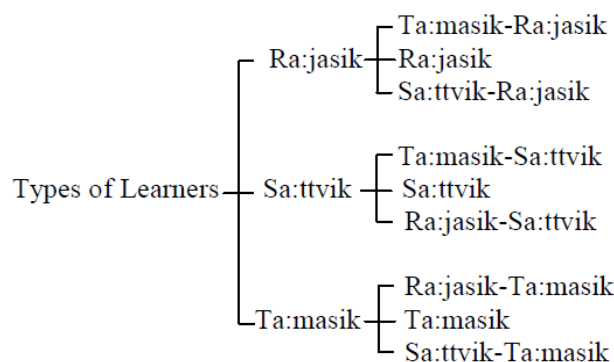 Ta:masik-Ra:jasik
Ra:jasik
Ra:jasik
Sa:ttvik-Ra:jasik
Ta:masik-Sa:ttvik
Types of Learners
Sa:ttvik
Sa:ttvik
Ra:jasik-Sa:ttvik
Ra:jasik-Ta:masik
Ta:masik
Ta:masik
Sa:ttvik-Ta:masik